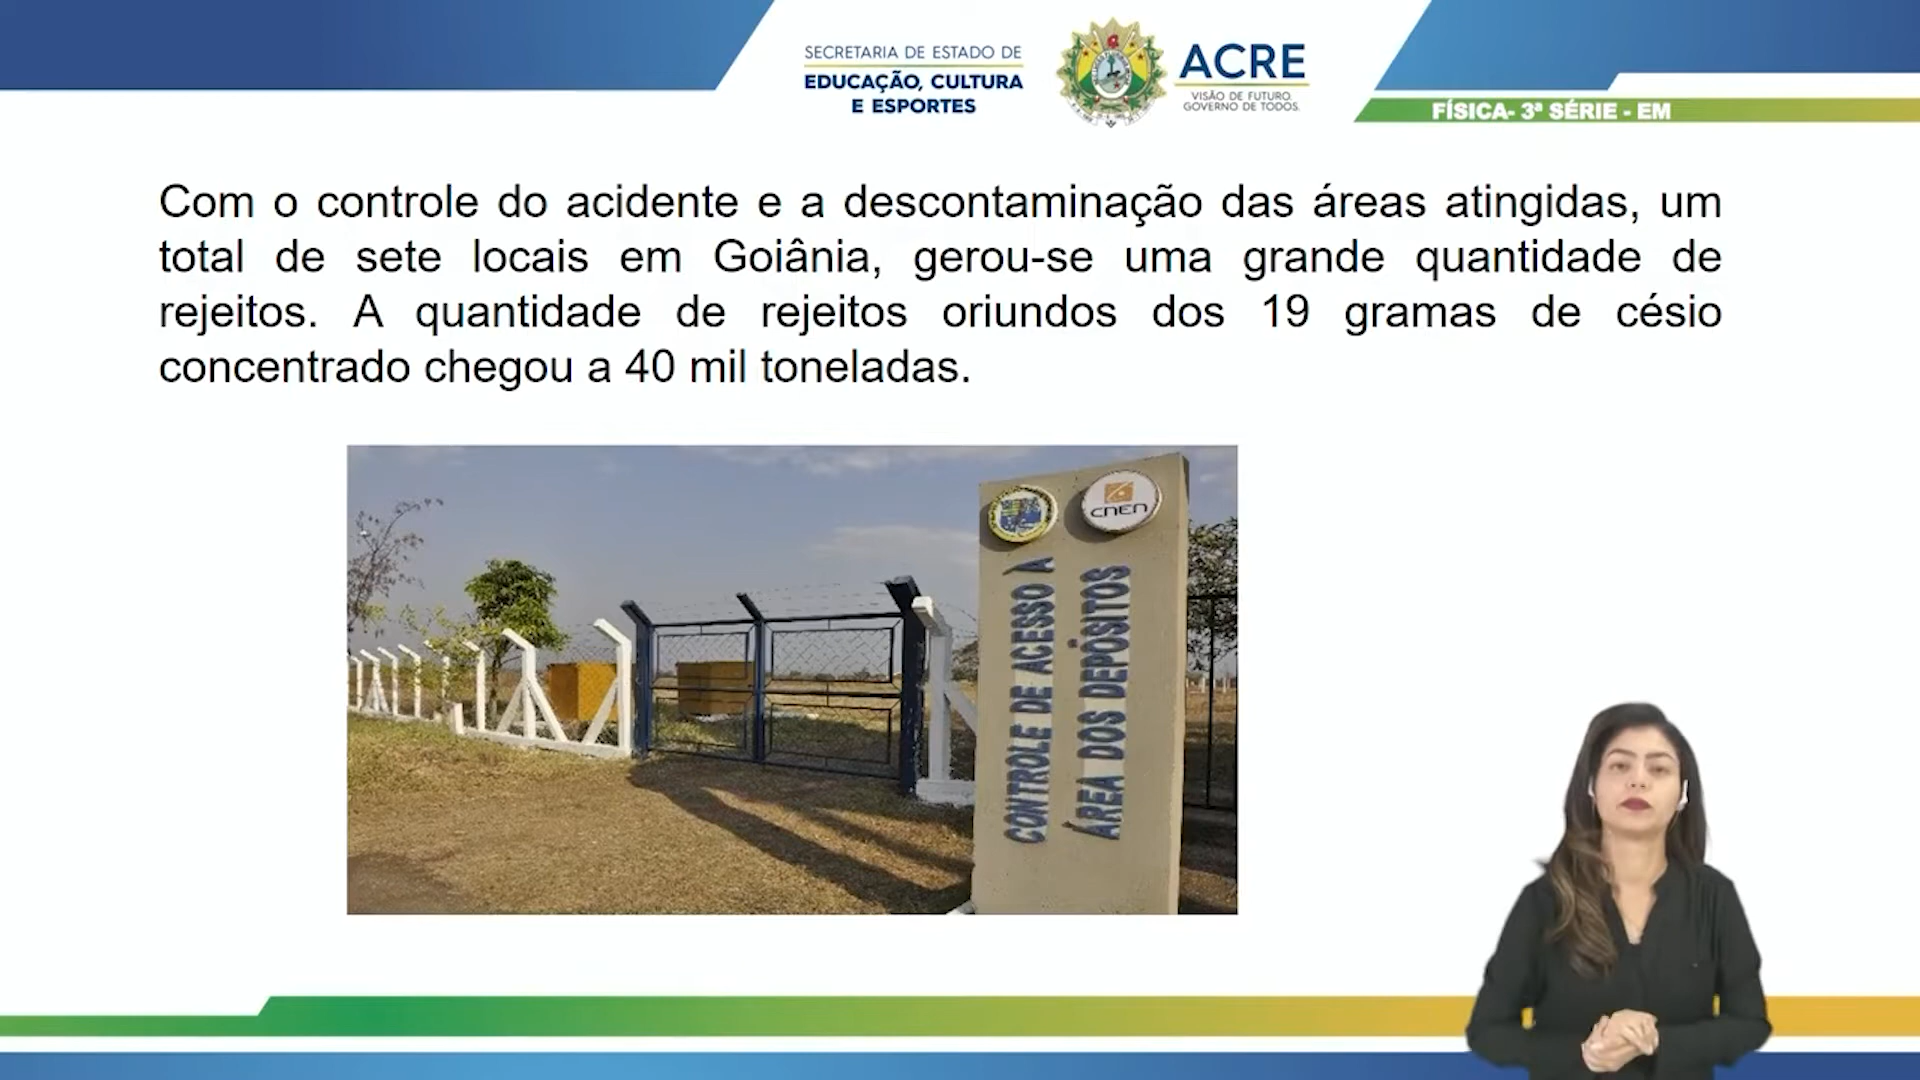 SECRETARIA DE ESTADO DE
EDUCAÇÃO, CULTURA
E ESPORTES
ACRE
VISÃO DE FUTURO.
GOVERNO DE TODOS.
FÍSICA- 3ª SÉRIE - EM
Com o controle do acidente e a descontaminação das áreas atingidas, um
total de sete locais em Goiânia, gerou-se uma grande quantidade de
rejeitos. A quantidade de rejeitos oriundos dos 19 gramas de césio
concentrado chegou a 40 mil toneladas.
CNEN
CONTROLE DE ACESSO À
ÁREA DOS DEPÓSITOS